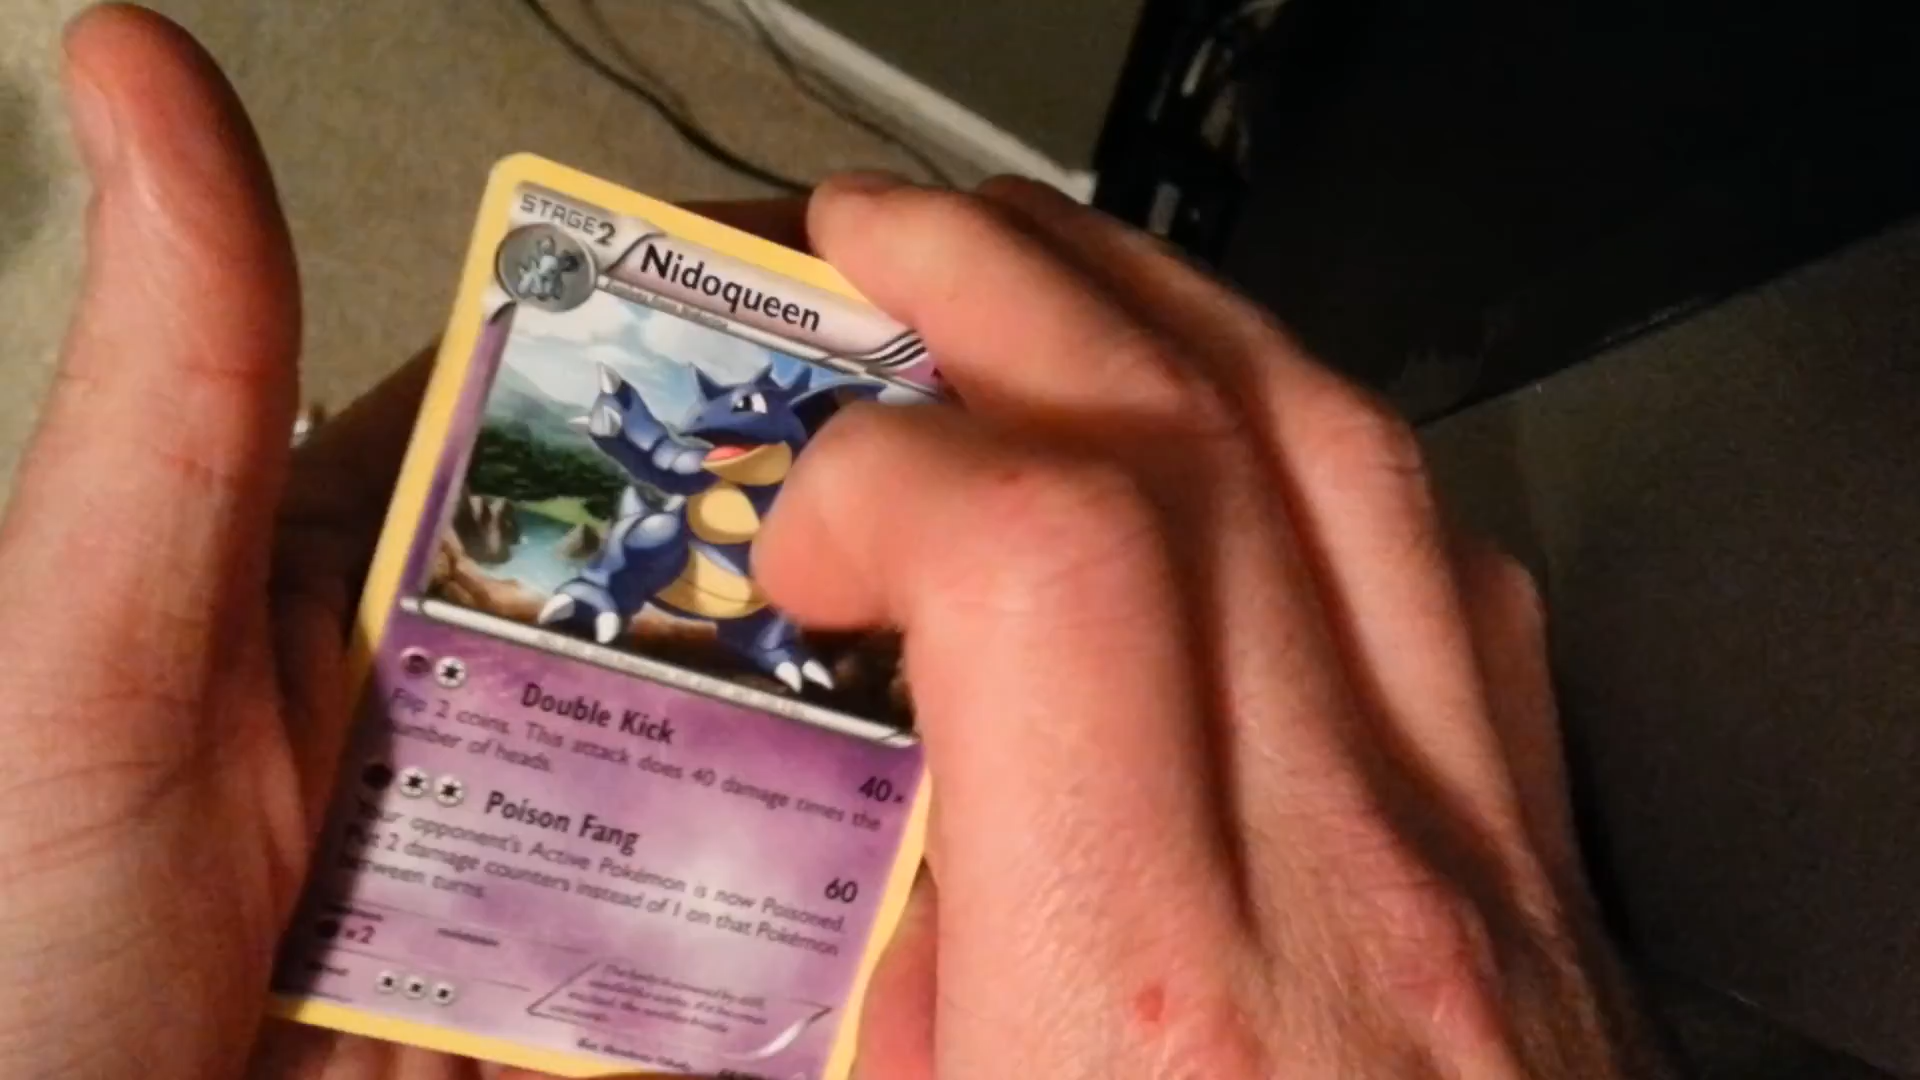 STAGE2
Nidoqueen
Double Kick
40×
Flip 2 coins. This attack does 40 damage times the
number of heads.
Poison Fang
60
Your opponent's Active Pokémon is now Poisoned.
Put 2 damage counters instead of 1 on that Pokémon
between turns.
×2